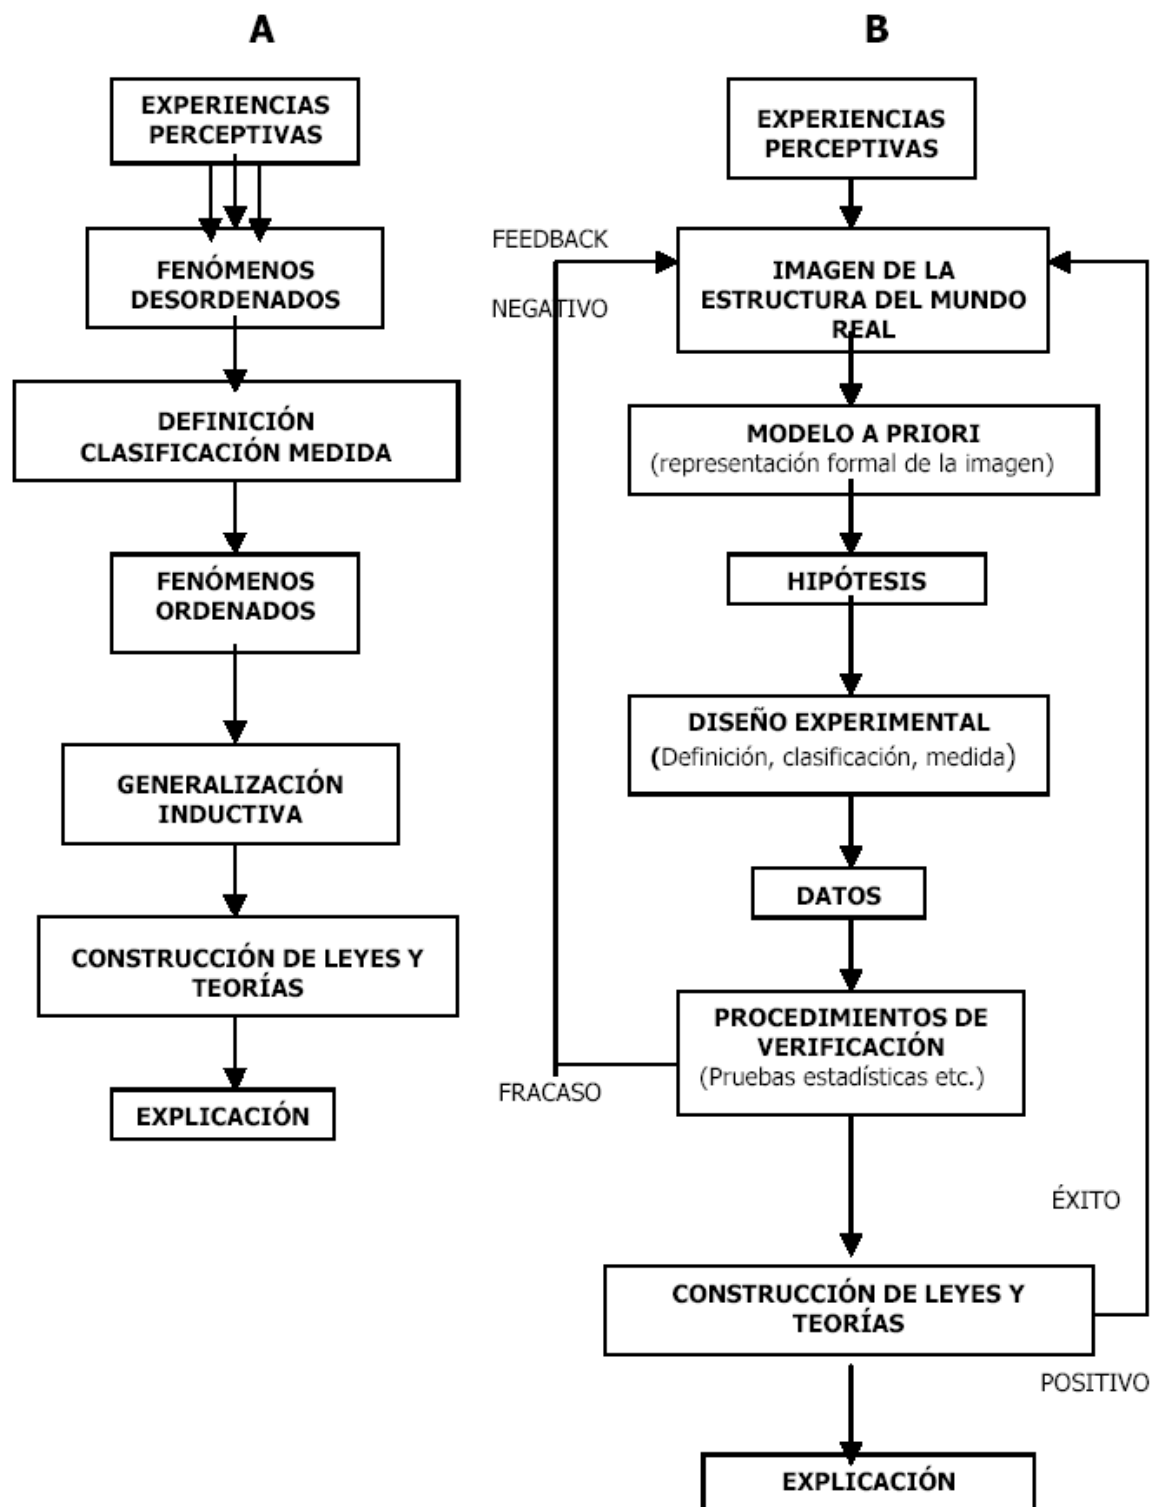 A
EXPERIENCIAS
PERCEPTIVAS
FENÓMENOS
DESORDENADOS
DEFINICIÓN
CLASIFICACIÓN MEDIDA
FENÓMENOS
ORDENADOS
GENERALIZACIÓN
INDUCTIVA
CONSTRUCCIÓN DE LEYES Y
TEORÍAS
EXPLICACIÓN
B
EXPERIENCIAS
PERCEPTIVAS
FEEDBACK
NEGATIVO
IMAGEN DE LA
ESTRUCTURA DEL MUNDO
REAL
MODELO A PRIORI
(representación formal de la imagen)
HIPÓTESIS
DISEÑO EXPERIMENTAL
(Definición, clasificación, medida)
DATOS
PROCEDIMIENTOS DE
VERIFICACIÓN
(Pruebas estadísticas etc.)
FRACASO
ÉXITO
CONSTRUCCIÓN DE LEYES Y
TEORÍAS
POSITIVO
EXPLICACIÓN